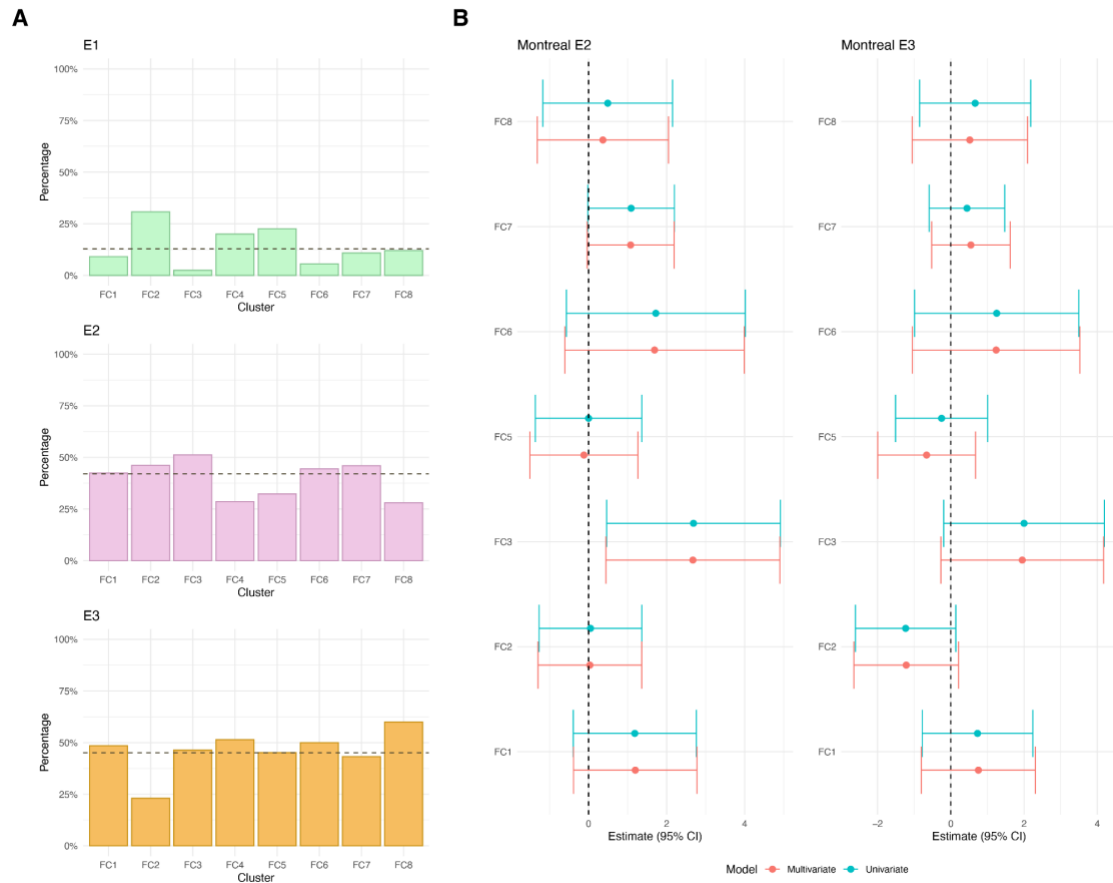 A
E1
100%
75%
50%
25%
0%
Percentage
FC1 FC2 FC3 FC4 FC5 FC6 FC7 FC8
Cluster
E2
100%
75%
50%
25%
0%
Percentage
FC1 FC2 FC3 FC4 FC5 FC6 FC7 FC8
Cluster
E3
100%
75%
50%
25%
0%
Percentage
FC1 FC2 FC3 FC4 FC5 FC6 FC7 FC8
Cluster
B
Montreal E2
FC8
FC7
FC6
FC5
FC3
FC2
FC1
0 2 4
Estimate (95% CI)
Montreal E3
FC8
FC7
FC6
FC5
FC3
FC2
FC1
−2 0 2 4
Estimate (95% CI)
Model Multivariate Univariate